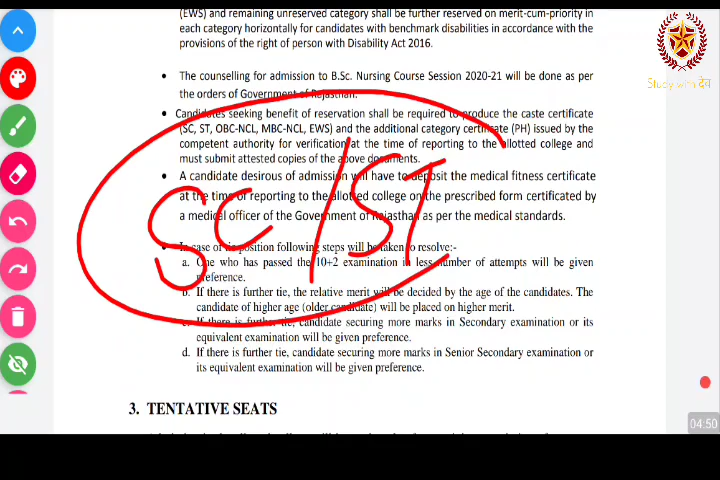 (EWS) and remaining unreserved category shall be further reserved on merit-cum-priority in
each category horizontally for candidates with benchmark disabilities in accordance with the
provisions of the right of person with Disability Act 2016.
• The counselling for admission to B.Sc. Nursing Course Session 2020-21 will be done as per
the orders of Government of Rajasthan.
• Candidates seeking benefit of reservation shall be required to produce the caste certificate
(SC, ST, OBC-NCL, MBC-NCL, EWS) and the additional category certificate (PH) issued by the
competent authority for verification at the time of reporting to the allotted college and
must submit attested copies of the above documents.
• A candidate desirous of admission will have to deposit the medical fitness certificate
at the time of reporting to the allotted college on the prescribed form certificated by
a medical officer of the Government of Rajasthan as per the medical standards.
SC/ST
• In case of tie position following steps will be taken to resolve:-
a. One who has passed the 10+2 examination in less number of attempts will be given
preference.
b. If there is further tie, the relative merit will be decided by the age of the candidates. The
candidate of higher age (older candidate) will be placed on higher merit.
c. If there is further tie, candidate securing more marks in Secondary examination or its
equivalent examination will be given preference.
d. If there is further tie, candidate securing more marks in Senior Secondary examination or
its equivalent examination will be given preference.
3. TENTATIVE SEATS
Study with देव
04:50